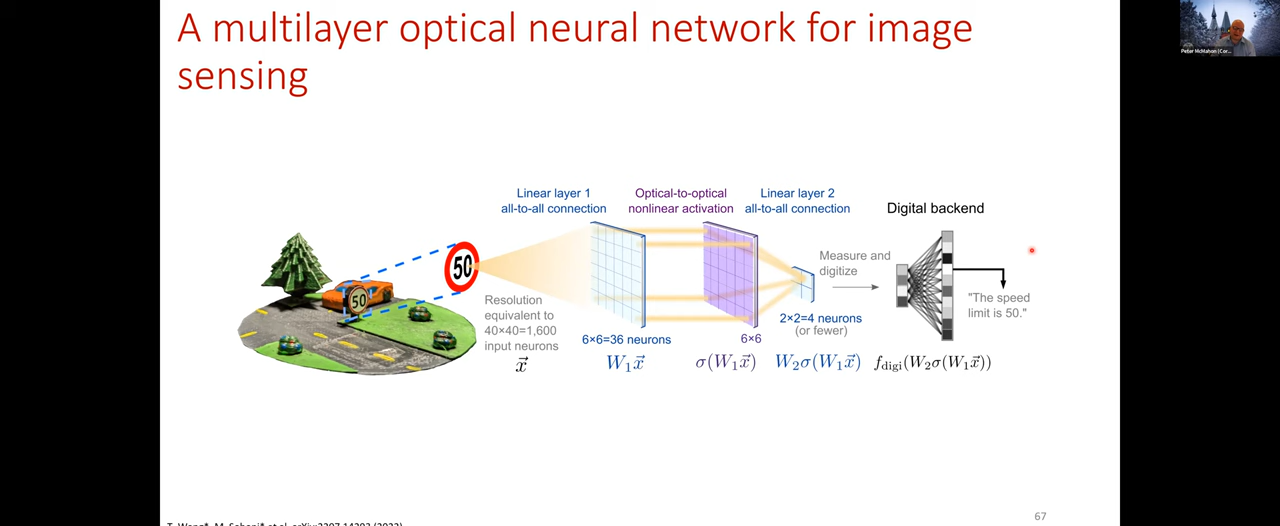 A multilayer optical neural network for image
sensing
Peter McMahon (Cor...
Linear layer 1
all-to-all connection
Optical-to-optical
nonlinear activation
Linear layer 2
all-to-all connection
Digital backend
50
50
Resolution
equivalent to
40×40=1,600
input neurons
x⃗
6×6=36 neurons
W₁x⃗
6×6
σ(W₁x⃗)
2×2=4 neurons
(or fewer)
W₂σ(W₁x⃗)
Measure and
digitize
f_digi(W₂σ(W₁x⃗))
"The speed
limit is 50."
67